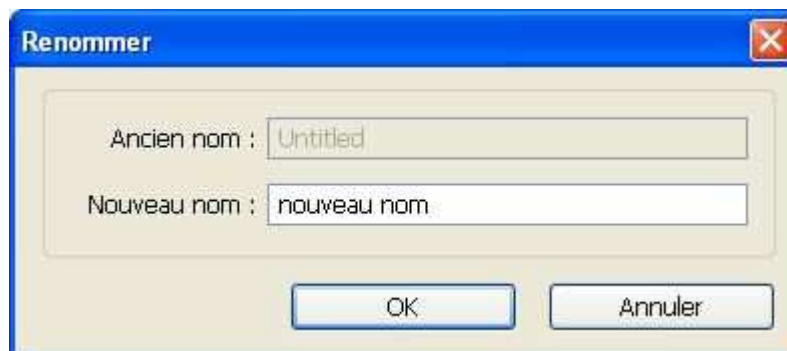 Renommer
Ancien nom : Untitled
Nouveau nom : nouveau nom
OK Annuler